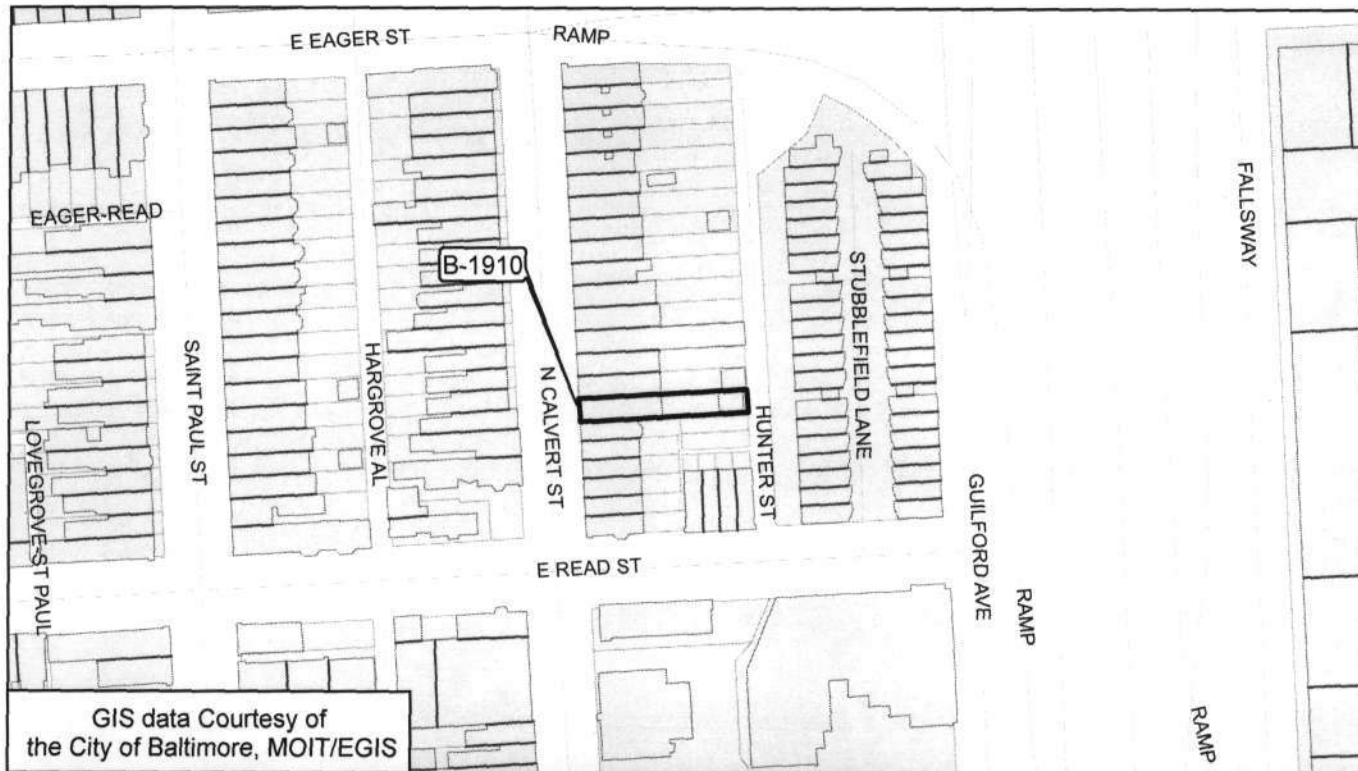 E EAGER ST
RAMP
EAGER-READ
B-1910
FALLSWAY
STUBBLEFIELD LANE
SAINT PAUL ST
HARGROVE AL
N CALVERT ST
HUNTER ST
LOVEGROVE-ST PAUL
GUILFORD AVE
E READ ST
RAMP
RAMP
GIS data Courtesy of
the City of Baltimore, MOIT/EGIS